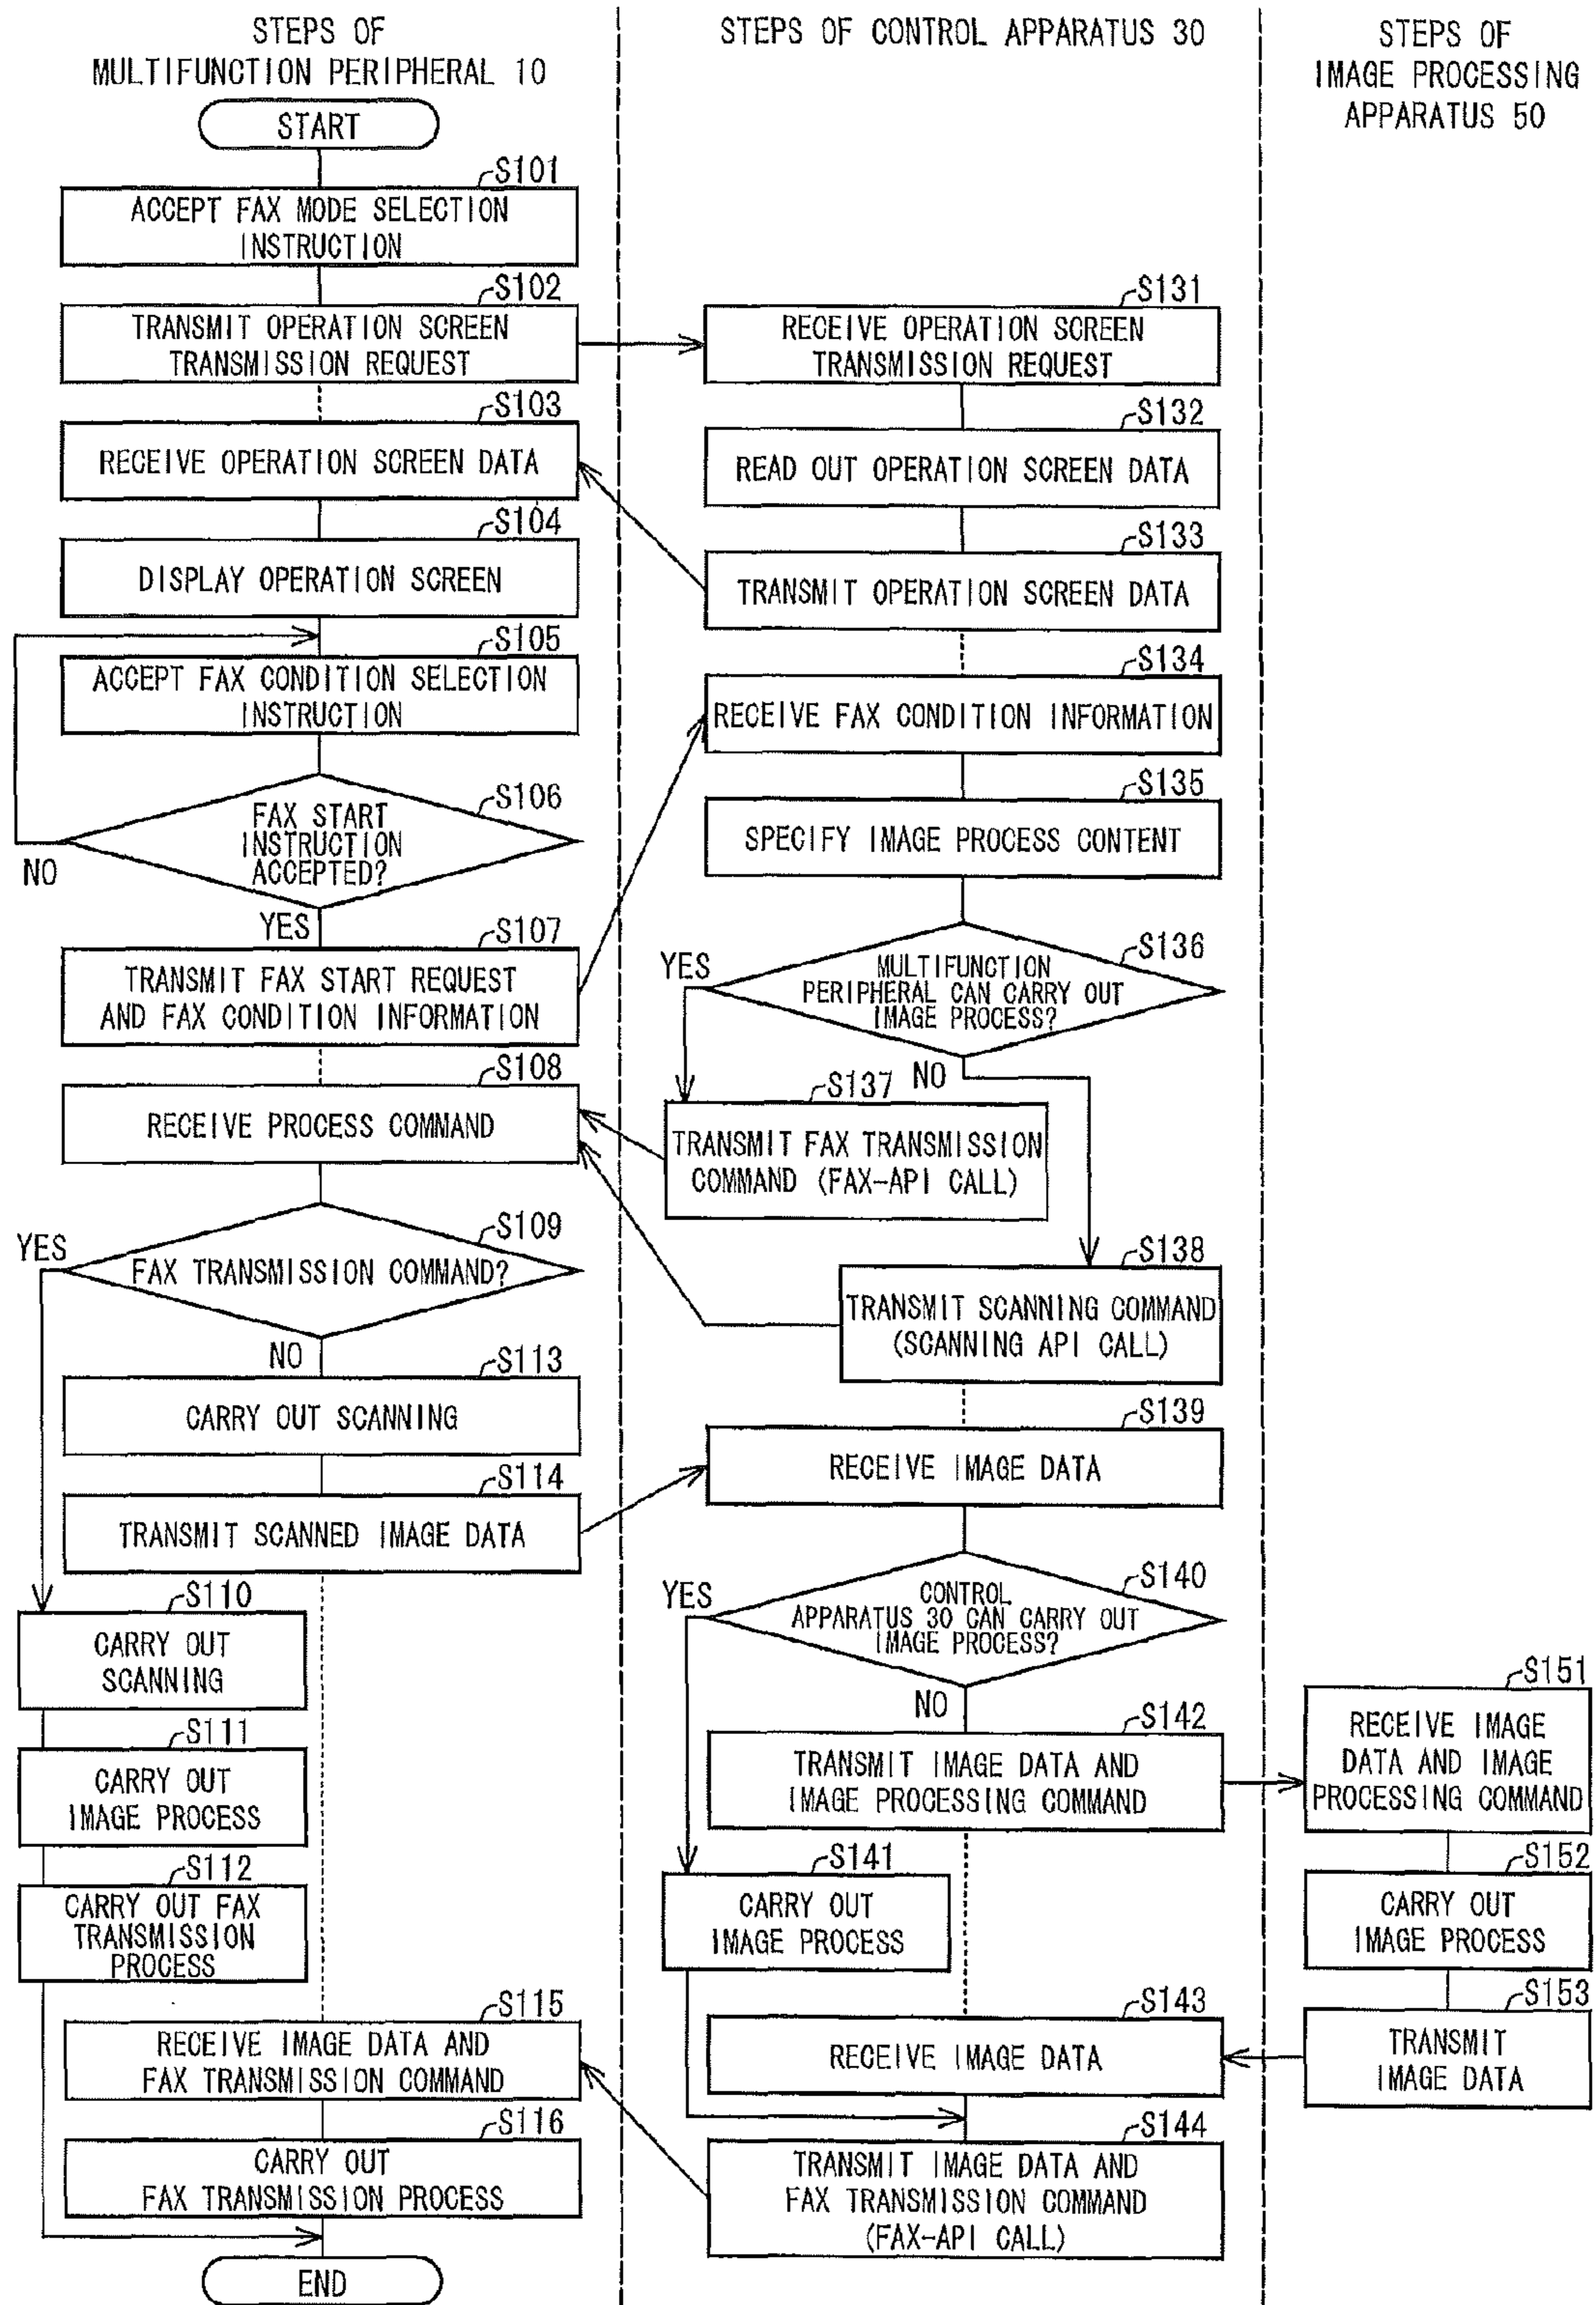 STEPS OF
MULTIFUNCTION PERIPHERAL 10
START
S101
ACCEPT FAX MODE SELECTION
INSTRUCTION
S102
TRANSMIT OPERATION SCREEN
TRANSMISSION REQUEST
S103
RECEIVE OPERATION SCREEN DATA
S104
DISPLAY OPERATION SCREEN
S105
ACCEPT FAX CONDITION SELECTION
INSTRUCTION
S106
FAX START
INSTRUCTION
ACCEPTED?
NO
YES
S107
TRANSMIT FAX START REQUEST
AND FAX CONDITION INFORMATION
S108
RECEIVE PROCESS COMMAND
S109
YES
FAX TRANSMISSION COMMAND?
NO
S113
CARRY OUT SCANNING
S114
TRANSMIT SCANNED IMAGE DATA
S110
CARRY OUT
SCANNING
S111
CARRY OUT
IMAGE PROCESS
S112
CARRY OUT FAX
TRANSMISSION
PROCESS
S115
RECEIVE IMAGE DATA AND
FAX TRANSMISSION COMMAND
S116
CARRY OUT
FAX TRANSMISSION PROCESS
END
STEPS OF CONTROL APPARATUS 30
S131
RECEIVE OPERATION SCREEN
TRANSMISSION REQUEST
S132
READ OUT OPERATION SCREEN DATA
S133
TRANSMIT OPERATION SCREEN DATA
S134
RECEIVE FAX CONDITION INFORMATION
S135
SPECIFY IMAGE PROCESS CONTENT
S136
YES
MULTIFUNCTION
PERIPHERAL CAN CARRY OUT
IMAGE PROCESS?
NO
S137
TRANSMIT FAX TRANSMISSION
COMMAND (FAX-API CALL)
S138
TRANSMIT SCANNING COMMAND
(SCANNING API CALL)
S139
RECEIVE IMAGE DATA
S140
YES
CONTROL
APPARATUS 30 CAN CARRY OUT
IMAGE PROCESS?
NO
S142
TRANSMIT IMAGE DATA AND
IMAGE PROCESSING COMMAND
S141
CARRY OUT
IMAGE PROCESS
S143
RECEIVE IMAGE DATA
S144
TRANSMIT IMAGE DATA AND
FAX TRANSMISSION COMMAND
(FAX-API CALL)
STEPS OF
IMAGE PROCESSING
APPARATUS 50
S151
RECEIVE IMAGE
DATA AND IMAGE
PROCESSING COMMAND
S152
CARRY OUT
IMAGE PROCESS
S153
TRANSMIT
IMAGE DATA